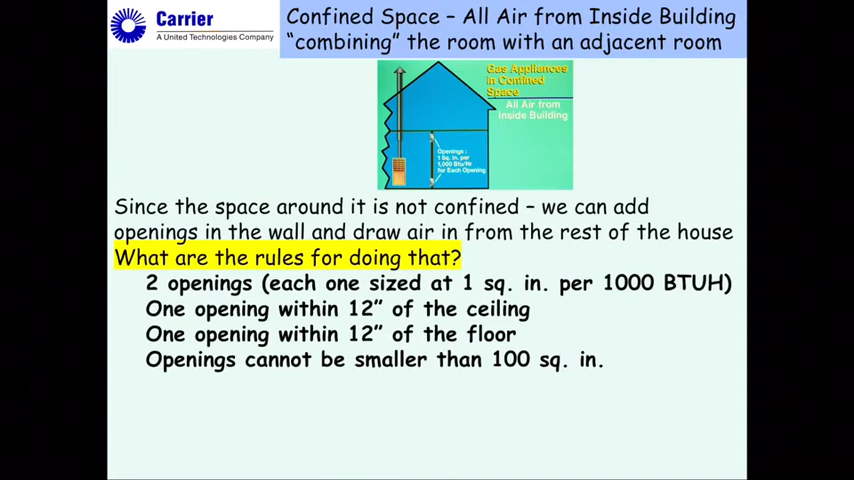 Carrier
A United Technologies Company
Confined Space – All Air from Inside Building
“combining” the room with an adjacent room
Gas Appliances
in Confined
Space
All Air from
Inside Building
Openings :
1 Sq. In. per
1,000 Btu/Hr
for Each Opening
Since the space around it is not confined – we can add
openings in the wall and draw air in from the rest of the house
What are the rules for doing that?
2 openings (each one sized at 1 sq. in. per 1000 BTUH)
One opening within 12” of the ceiling
One opening within 12” of the floor
Openings cannot be smaller than 100 sq. in.